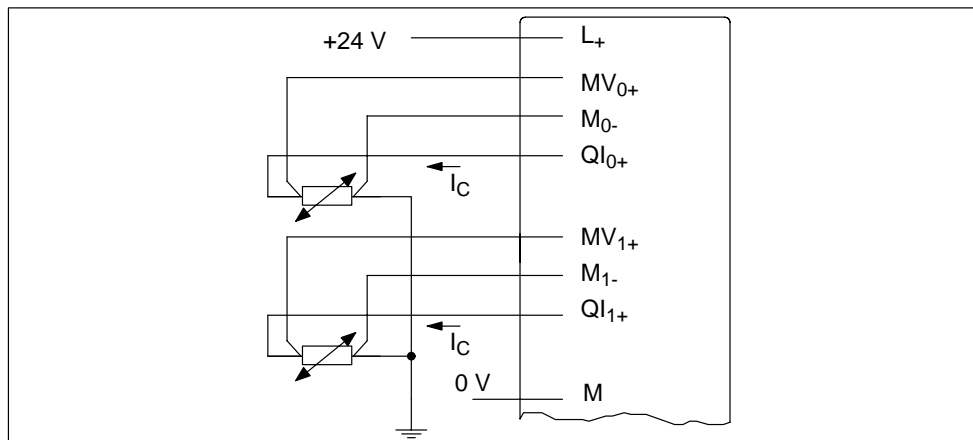 +24 V L+
MV0+
M0-
IC QI0+
MV1+
M1-
IC QI1+
0 V M